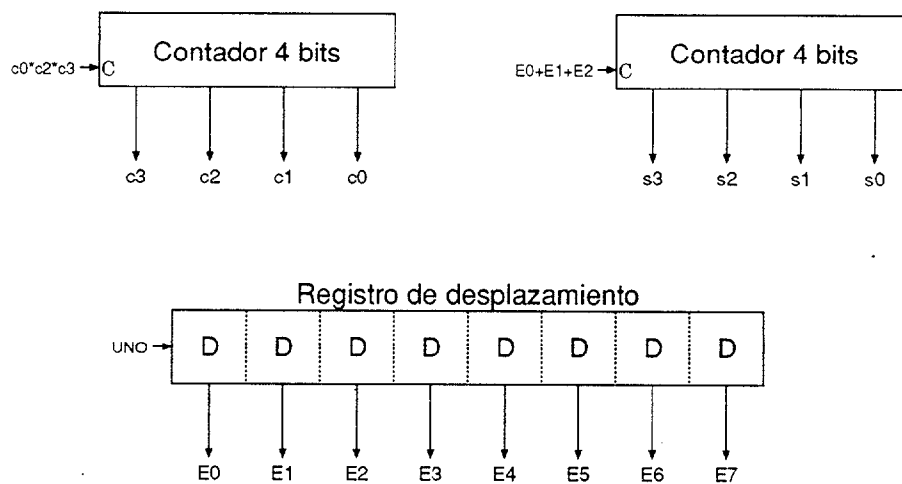 Contador 4 bits
c0*c2*c3
C
c3 c2 c1 c0
Contador 4 bits
E0+E1+E2
C
s3 s2 s1 s0
Registro de desplazamiento
UNO
D D D D D D D D
E0 E1 E2 E3 E4 E5 E6 E7